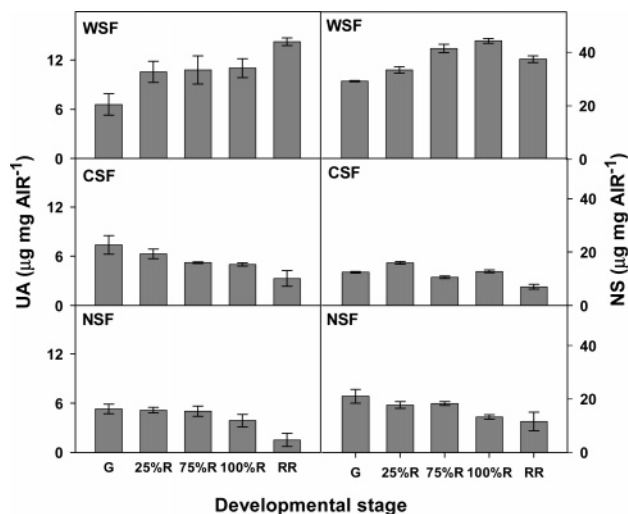 WSF
WSF
12
6
0
40
20
0
CSF
CSF
12
6
0
40
20
0
NSF
NSF
12
6
0
40
20
0
UA (µg mg AIR-1)
NS (µg mg AIR-1)
G 25%R 75%R 100%R RR
G 25%R 75%R 100%R RR
Developmental stage